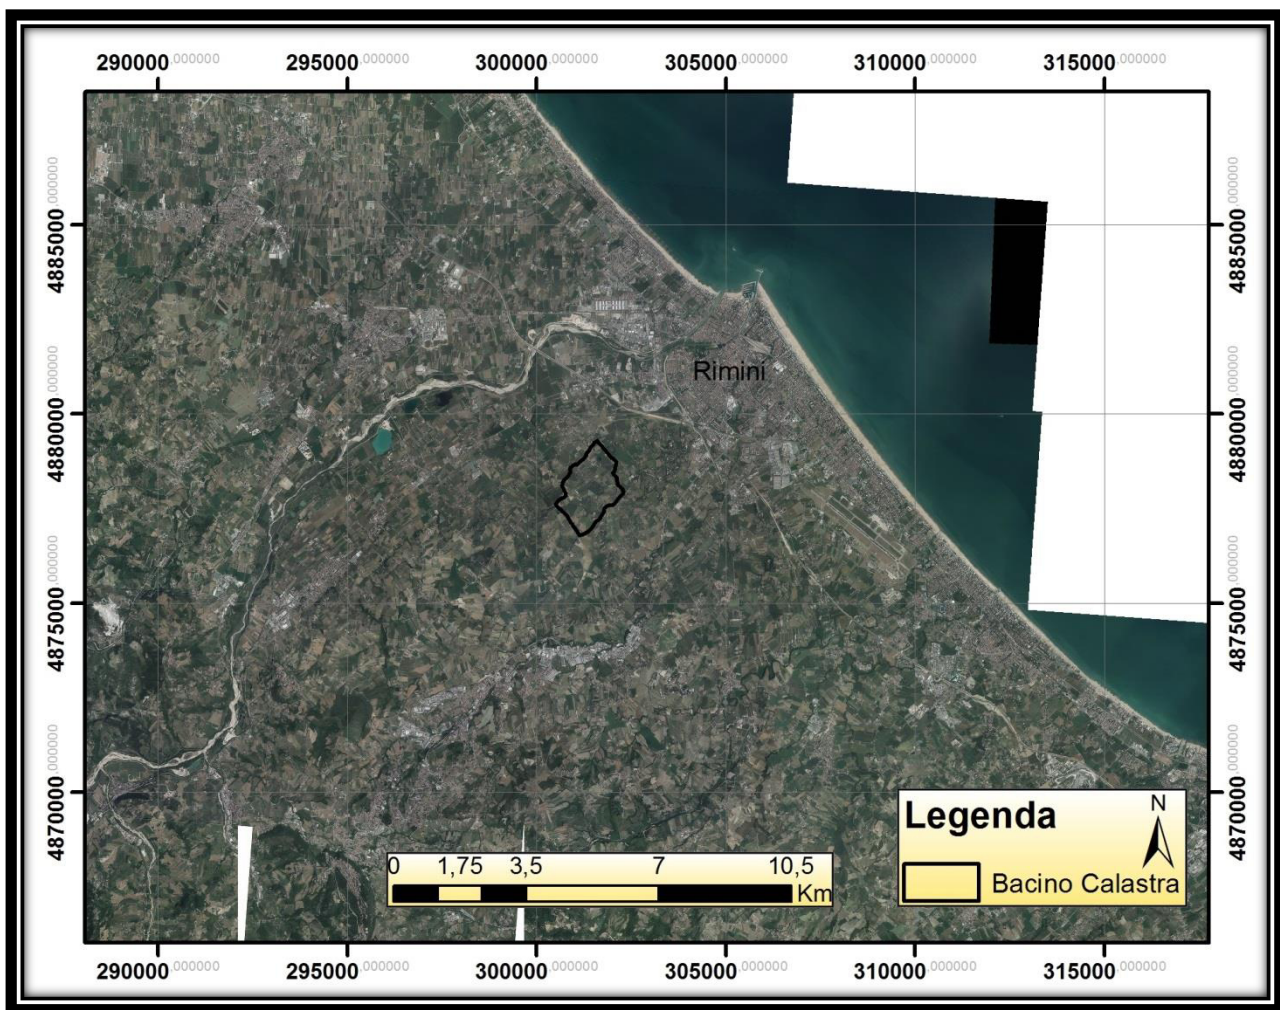 290000,000000 295000,000000 300000,000000 305000,000000 310000,000000 315000,000000
4885000,000000 4885000,000000
Rimini
4880000,000000 4880000,000000
4875000,000000 4875000,000000
4870000,000000 4870000,000000
Legenda
N
Bacino Calastra
0 1,75 3,5 7 10,5
Km
290000,000000 295000,000000 300000,000000 305000,000000 310000,000000 315000,000000